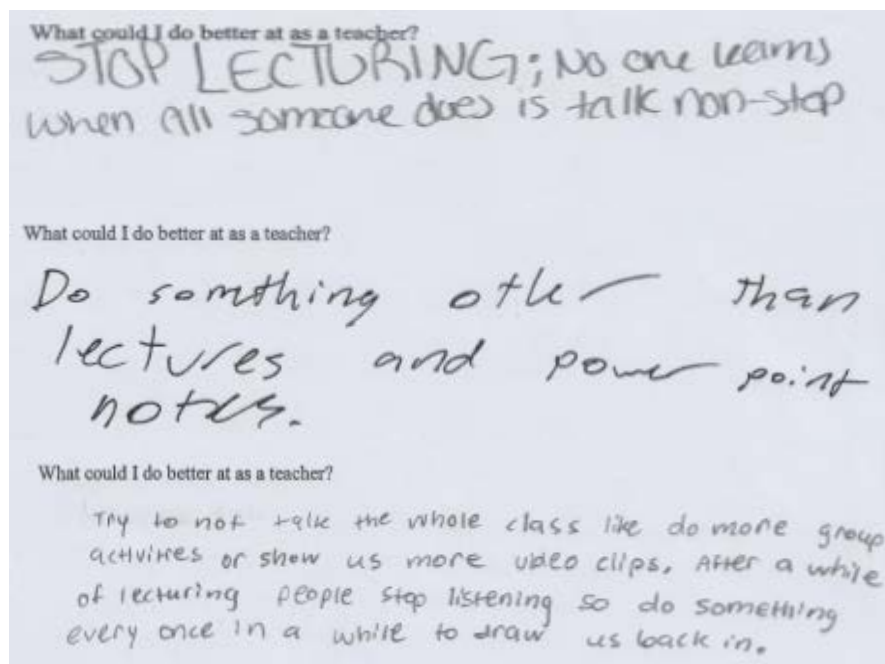 What could I do better at as a teacher?
STOP LECTURING; No one learns
when all someone does is talk non-stop
What could I do better at as a teacher?
Do something other than
lectures and power point
notes.
What could I do better at as a teacher?
Try to not talk the whole class like do more group
activities or show us more video clips. After a while
of lecturing people stop listening so do something
every once in a while to draw us back in.